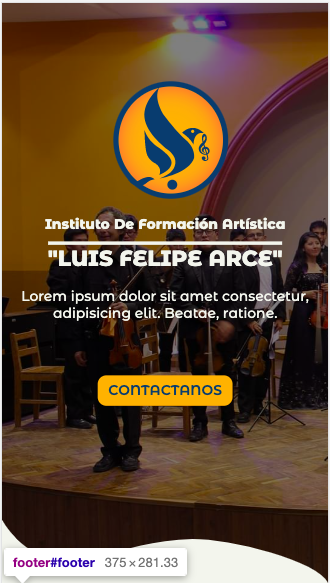 Instituto De Formación Artística
"LUIS FELIPE ARCE"
Lorem ipsum dolor sit amet consectetur,
adipisicing elit. Beatae, ratione.
CONTACTANOS
footer#footer 375×281.33